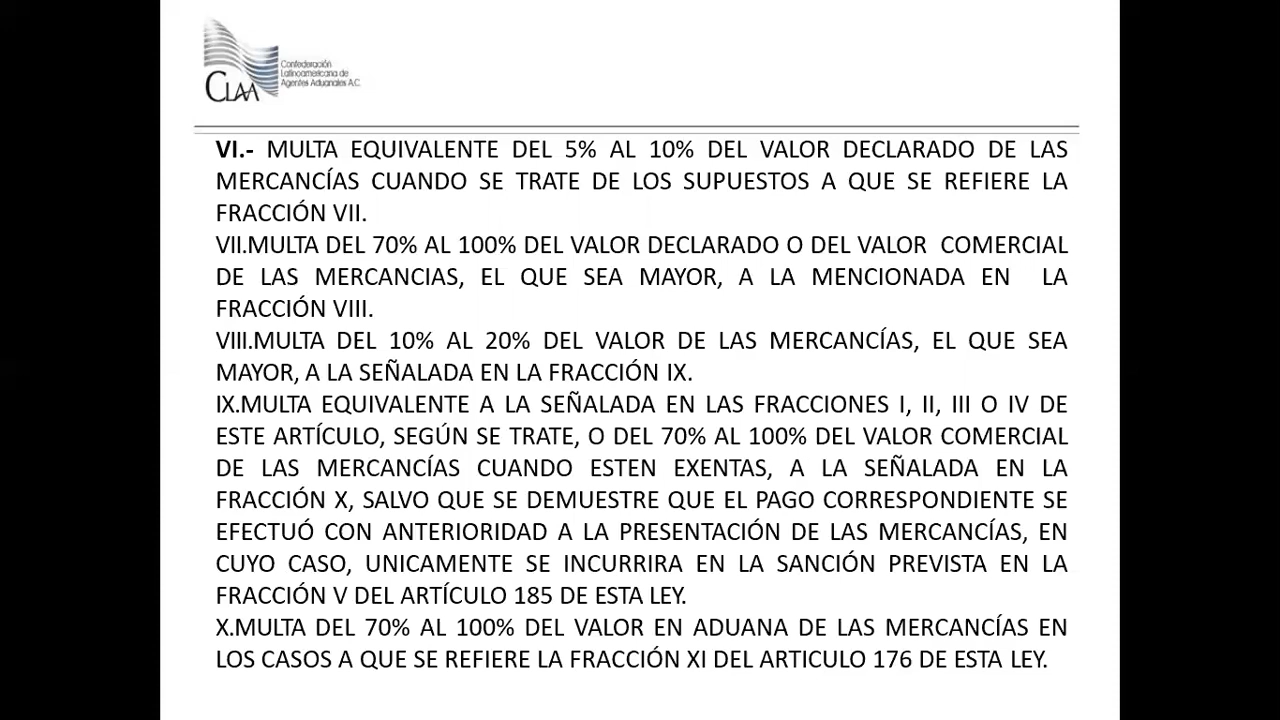 CLAA
Confederación
Latinoamericana de
Agentes Aduanales A.C.
VI.- MULTA EQUIVALENTE DEL 5% AL 10% DEL VALOR DECLARADO DE LAS
MERCANCÍAS CUANDO SE TRATE DE LOS SUPUESTOS A QUE SE REFIERE LA
FRACCIÓN VII.
VII.MULTA DEL 70% AL 100% DEL VALOR DECLARADO O DEL VALOR COMERCIAL
DE LAS MERCANCIAS, EL QUE SEA MAYOR, A LA MENCIONADA EN LA
FRACCIÓN VIII.
VIII.MULTA DEL 10% AL 20% DEL VALOR DE LAS MERCANCÍAS, EL QUE SEA
MAYOR, A LA SEÑALADA EN LA FRACCIÓN IX.
IX.MULTA EQUIVALENTE A LA SEÑALADA EN LAS FRACCIONES I, II, III O IV DE
ESTE ARTÍCULO, SEGÚN SE TRATE, O DEL 70% AL 100% DEL VALOR COMERCIAL
DE LAS MERCANCÍAS CUANDO ESTEN EXENTAS, A LA SEÑALADA EN LA
FRACCIÓN X, SALVO QUE SE DEMUESTRE QUE EL PAGO CORRESPONDIENTE SE
EFECTUÓ CON ANTERIORIDAD A LA PRESENTACIÓN DE LAS MERCANCÍAS, EN
CUYO CASO, UNICAMENTE SE INCURRIRA EN LA SANCIÓN PREVISTA EN LA
FRACCIÓN V DEL ARTÍCULO 185 DE ESTA LEY.
X.MULTA DEL 70% AL 100% DEL VALOR EN ADUANA DE LAS MERCANCÍAS EN
LOS CASOS A QUE SE REFIERE LA FRACCIÓN XI DEL ARTICULO 176 DE ESTA LEY.